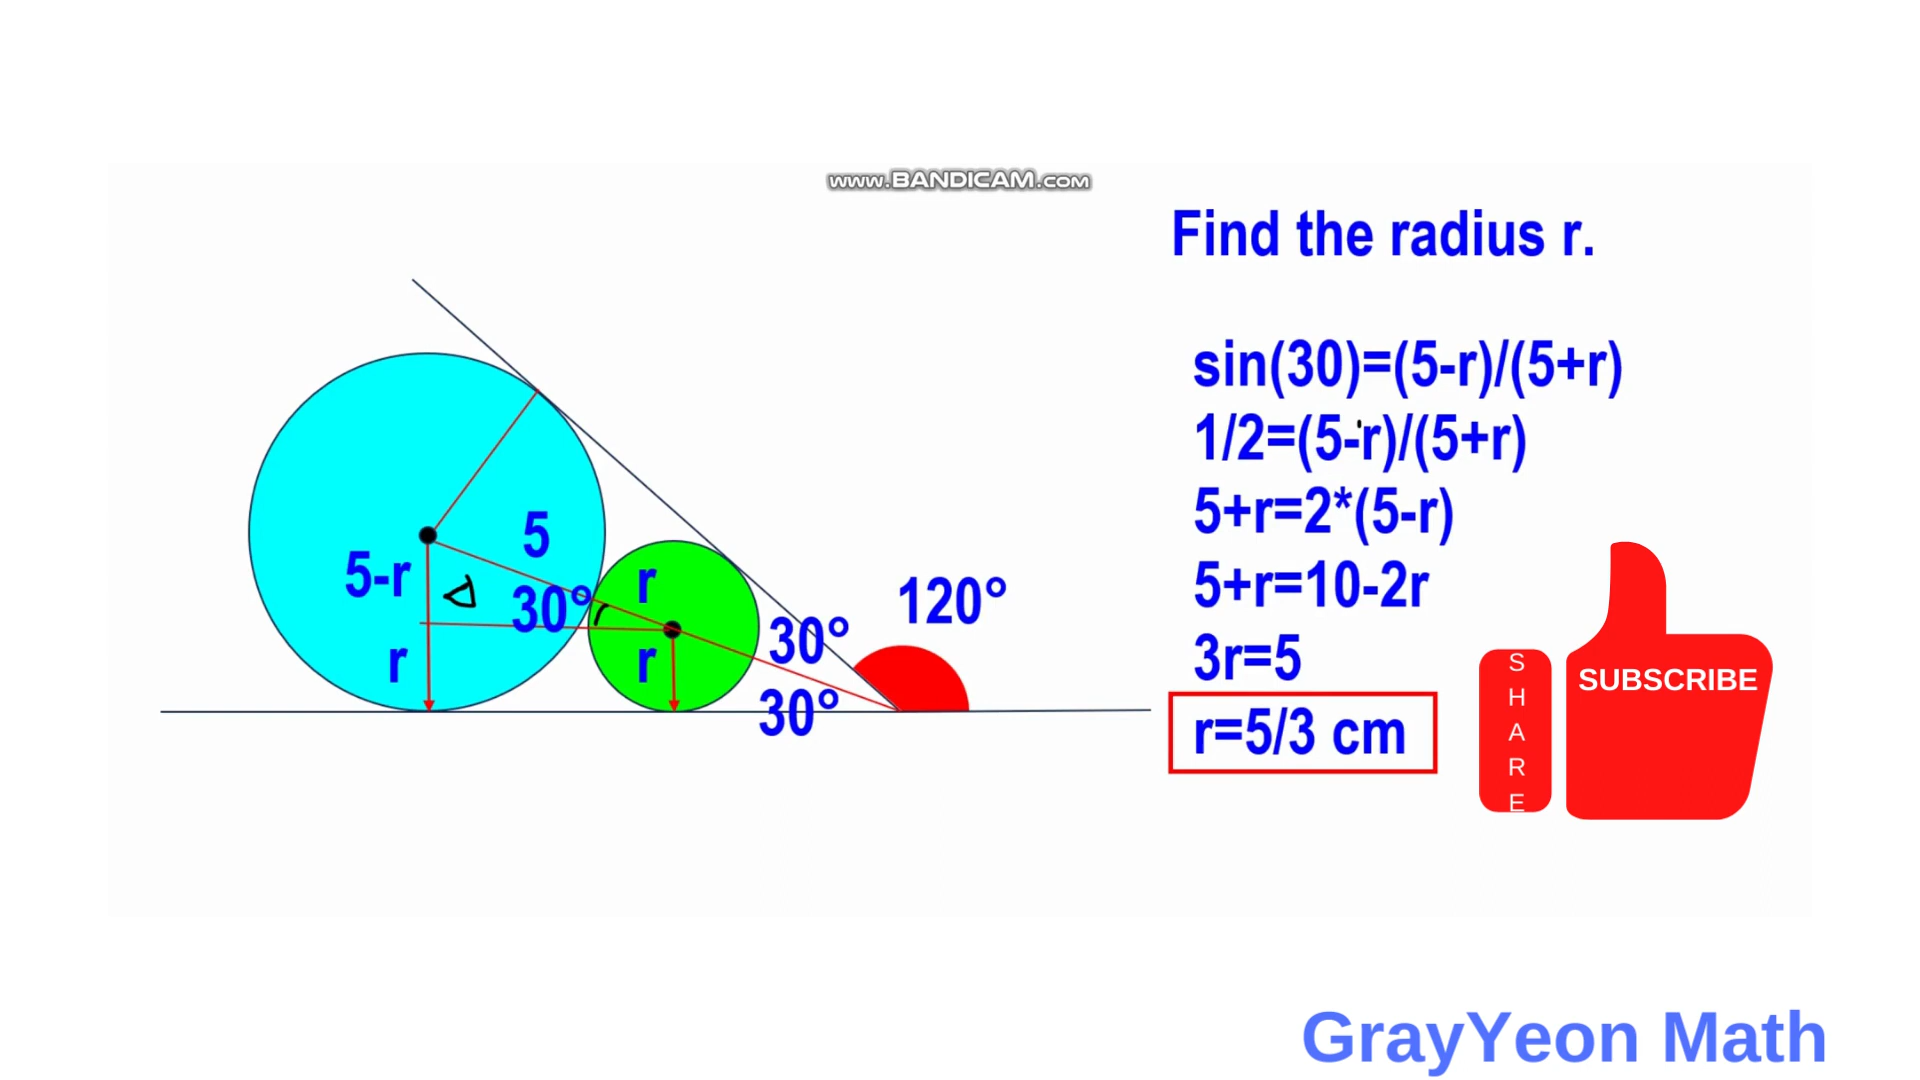 www.BANDICAM.com
Find the radius r.
sin(30)=(5-r)/(5+r)
1/2=(5-r)/(5+r)
5+r=2*(5-r)
5+r=10-2r
3r=5
r=5/3 cm
5
5-r
30°
r
r
r
30°
30°
120°
SHARE
SUBSCRIBE
GrayYeon Math